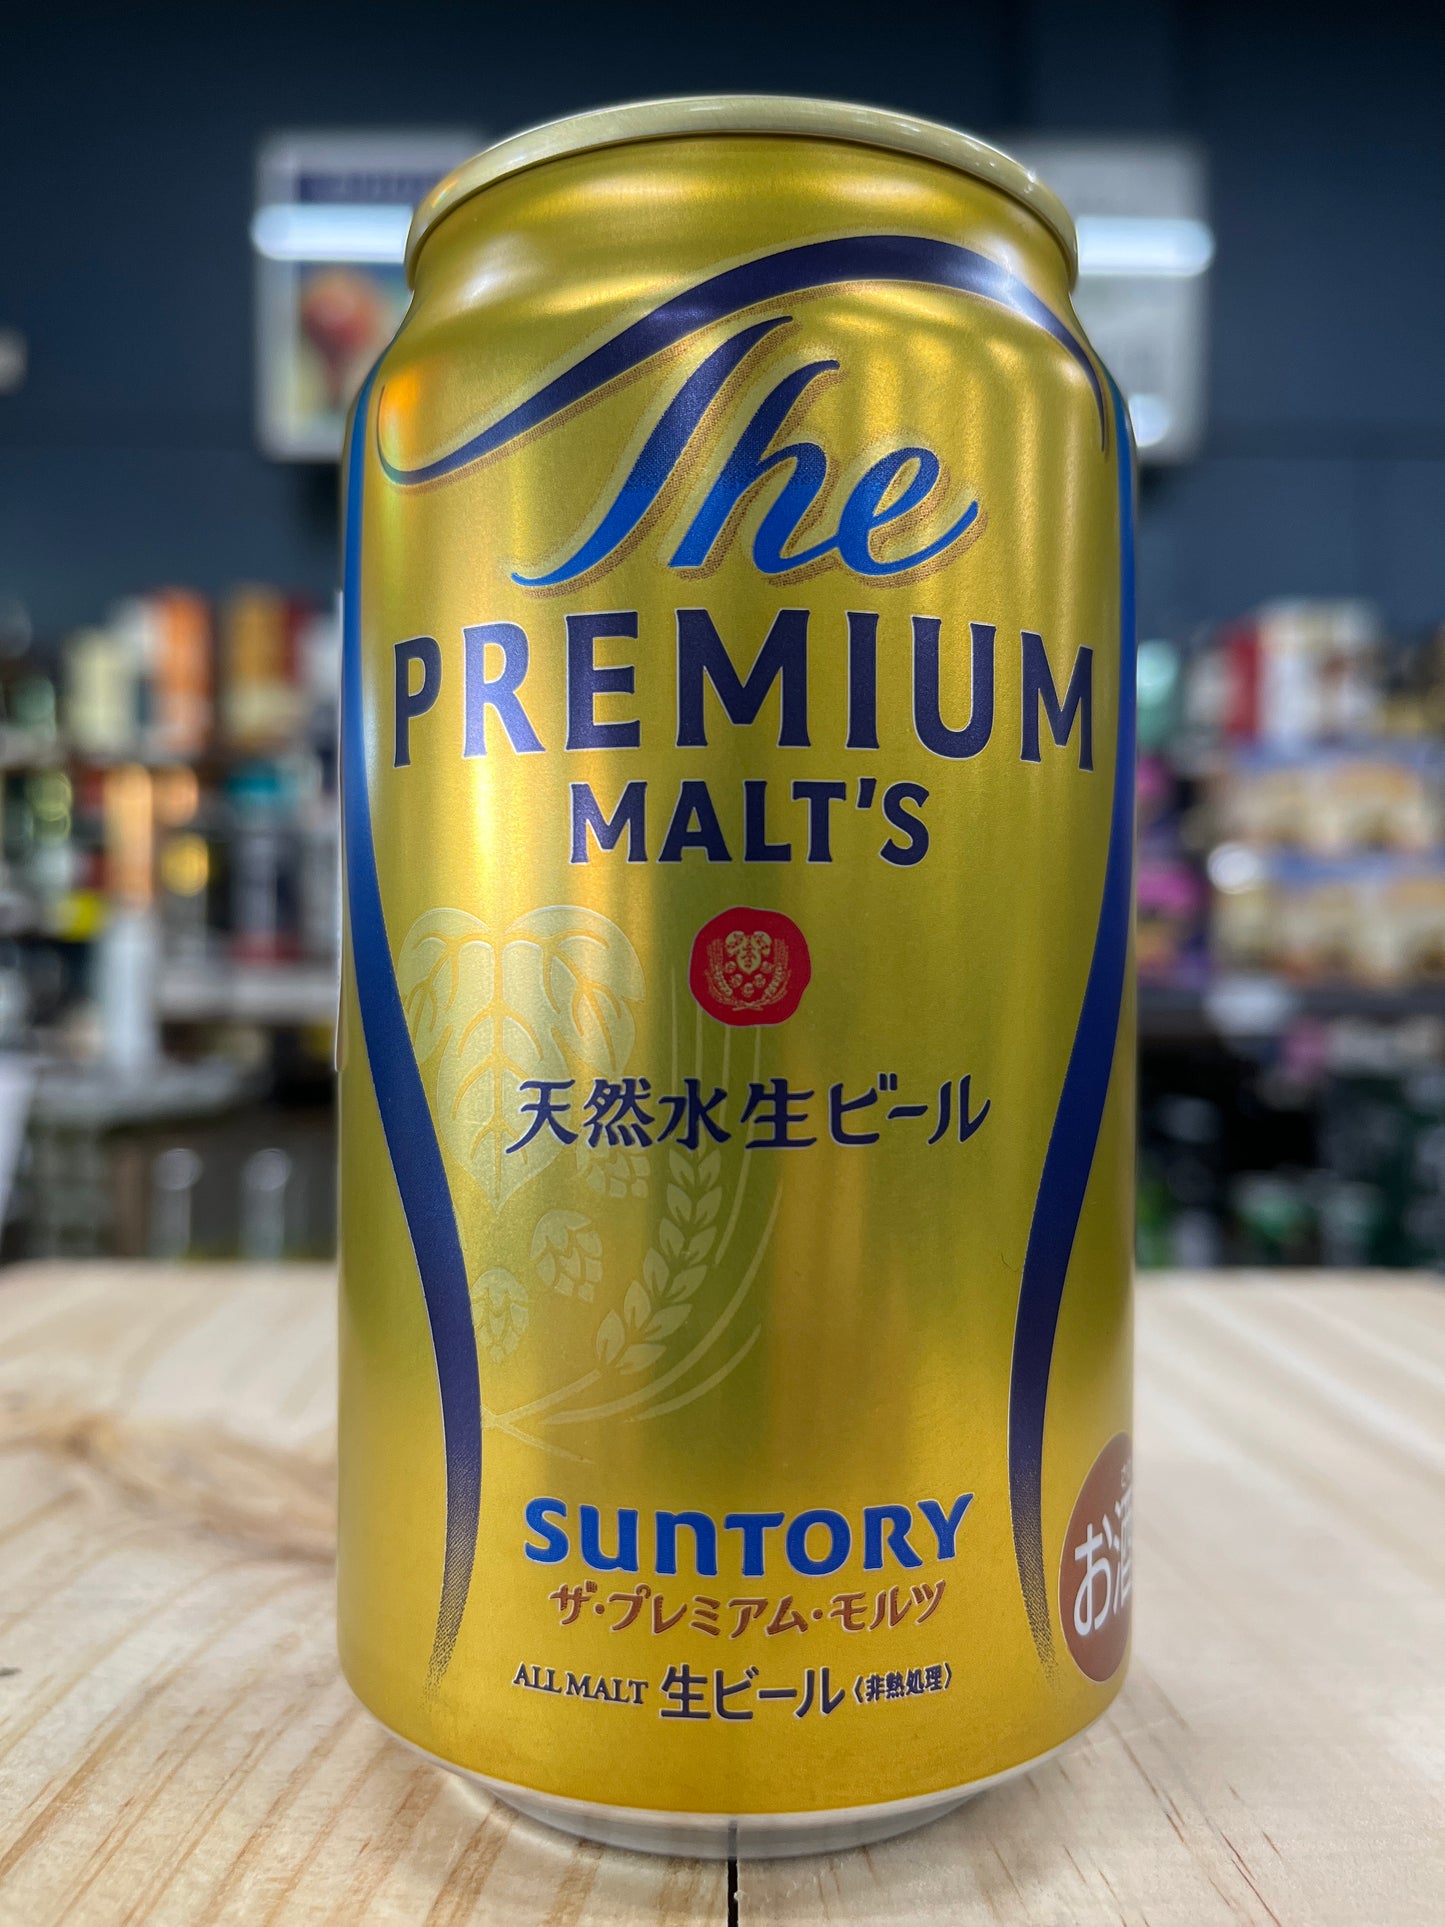 The
PREMIUM
MALT'S
天然水生ビール
SUNTORY
ザ・プレミアム・モルツ
ALL MALT 生ビール〈非熱処理〉
お酒